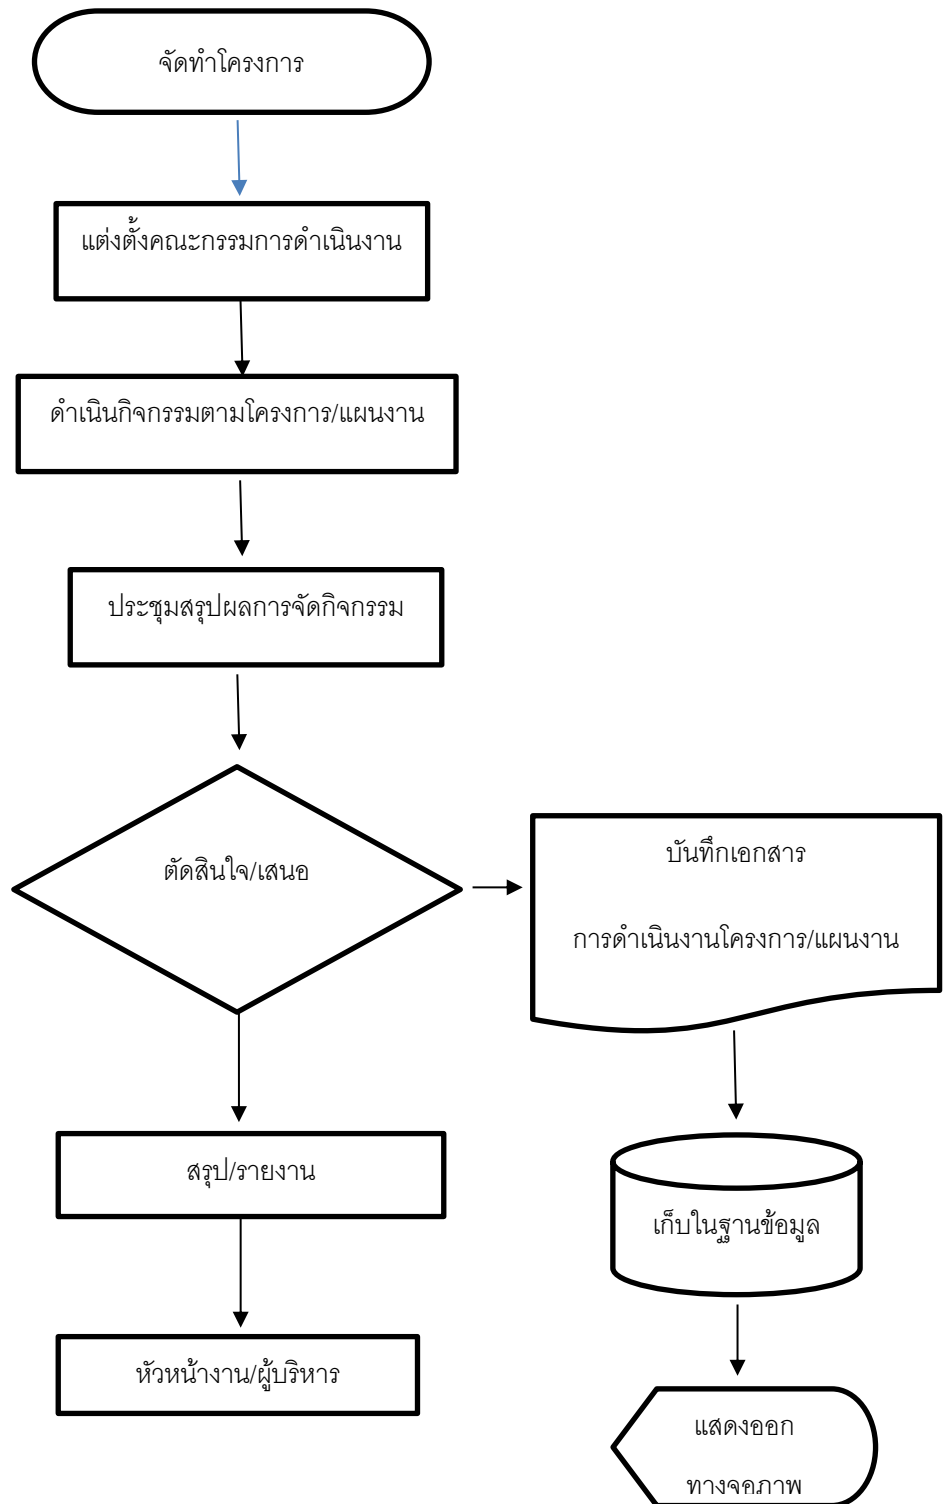 จัดทำโครงการ
แต่งตั้งคณะกรรมการดำเนินงาน
ดำเนินกิจกรรมตามโครงการ/แผนงาน
ประชุมสรุปผลการจัดกิจกรรม
ตัดสินใจ/เสนอ
บันทึกเอกสาร
การดำเนินงานโครงการ/แผนงาน
สรุป/รายงาน
เก็บในฐานข้อมูล
หัวหน้างาน/ผู้บริหาร
แสดงออก
ทางจอภาพ